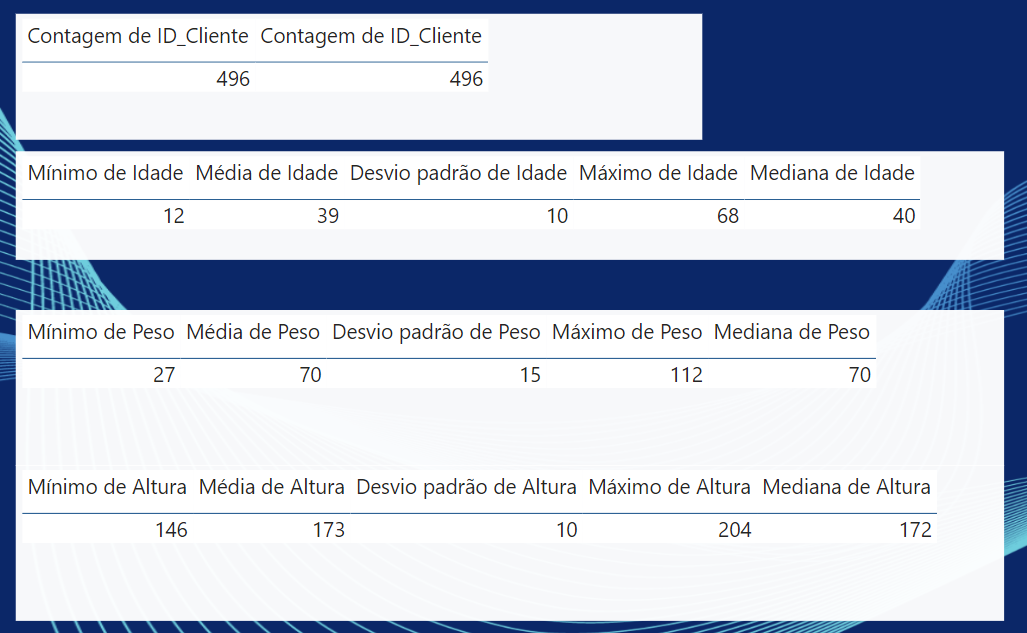 Contagem de ID_Cliente Contagem de ID_Cliente
496 496
Mínimo de Idade Média de Idade Desvio padrão de Idade Máximo de Idade Mediana de Idade
12 39 10 68 40
Mínimo de Peso Média de Peso Desvio padrão de Peso Máximo de Peso Mediana de Peso
27 70 15 112 70
Mínimo de Altura Média de Altura Desvio padrão de Altura Máximo de Altura Mediana de Altura
146 173 10 204 172